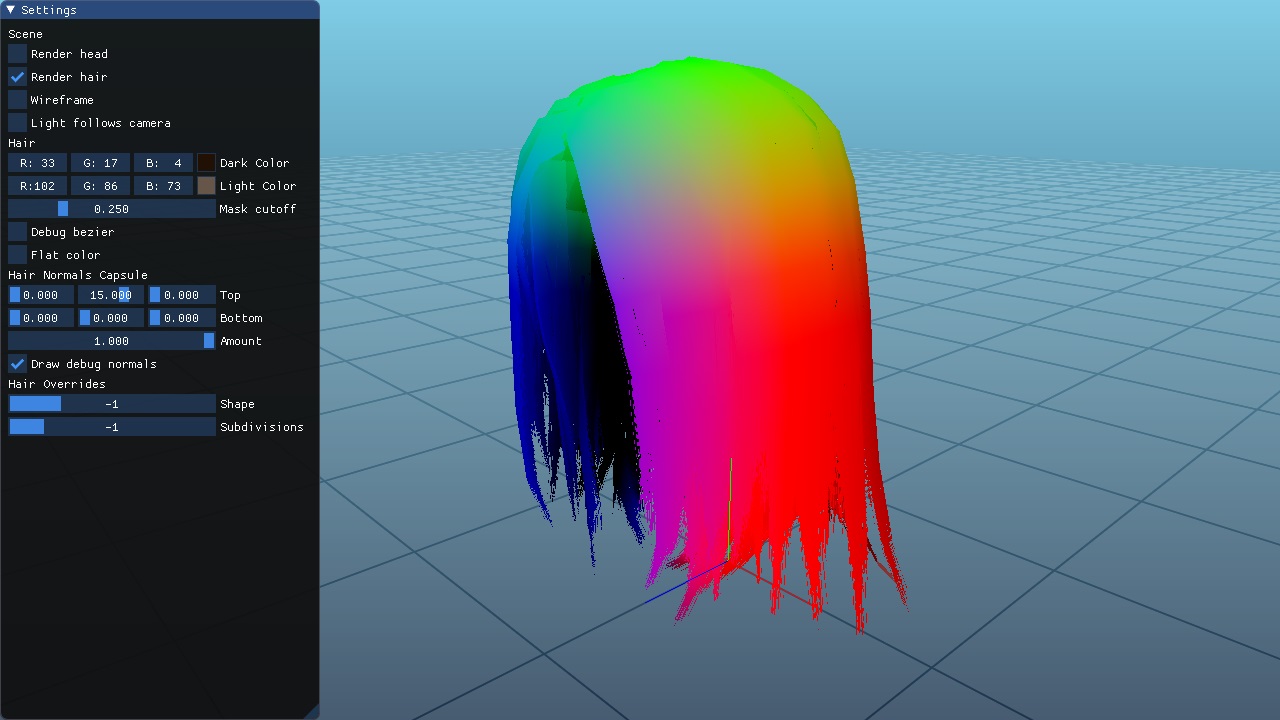 Settings
Scene
Render head
Render hair
Wireframe
Light follows camera
Hair
R: 33 G: 17 B: 4 Dark Color
R:102 G: 86 B: 73 Light Color
0.250 Mask cutoff
Debug bezier
Flat color
Hair Normals Capsule
0.000 15.000 0.000 Top
0.000 0.000 0.000 Bottom
1.000 Amount
Draw debug normals
Hair Overrides
-1 Shape
-1 Subdivisions